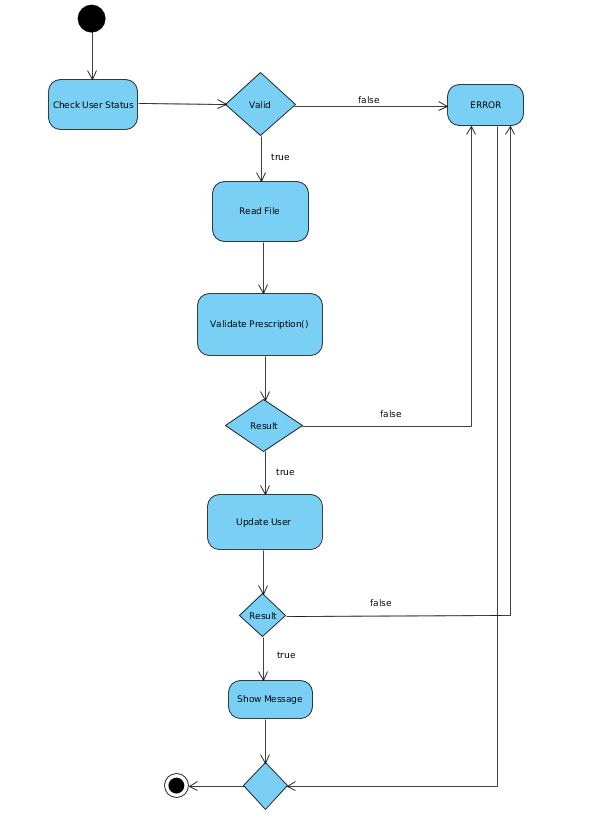 Check User Status
Valid
false
ERROR
true
Read File
Validate Prescription()
Result
false
true
Update User
Result
false
true
Show Message